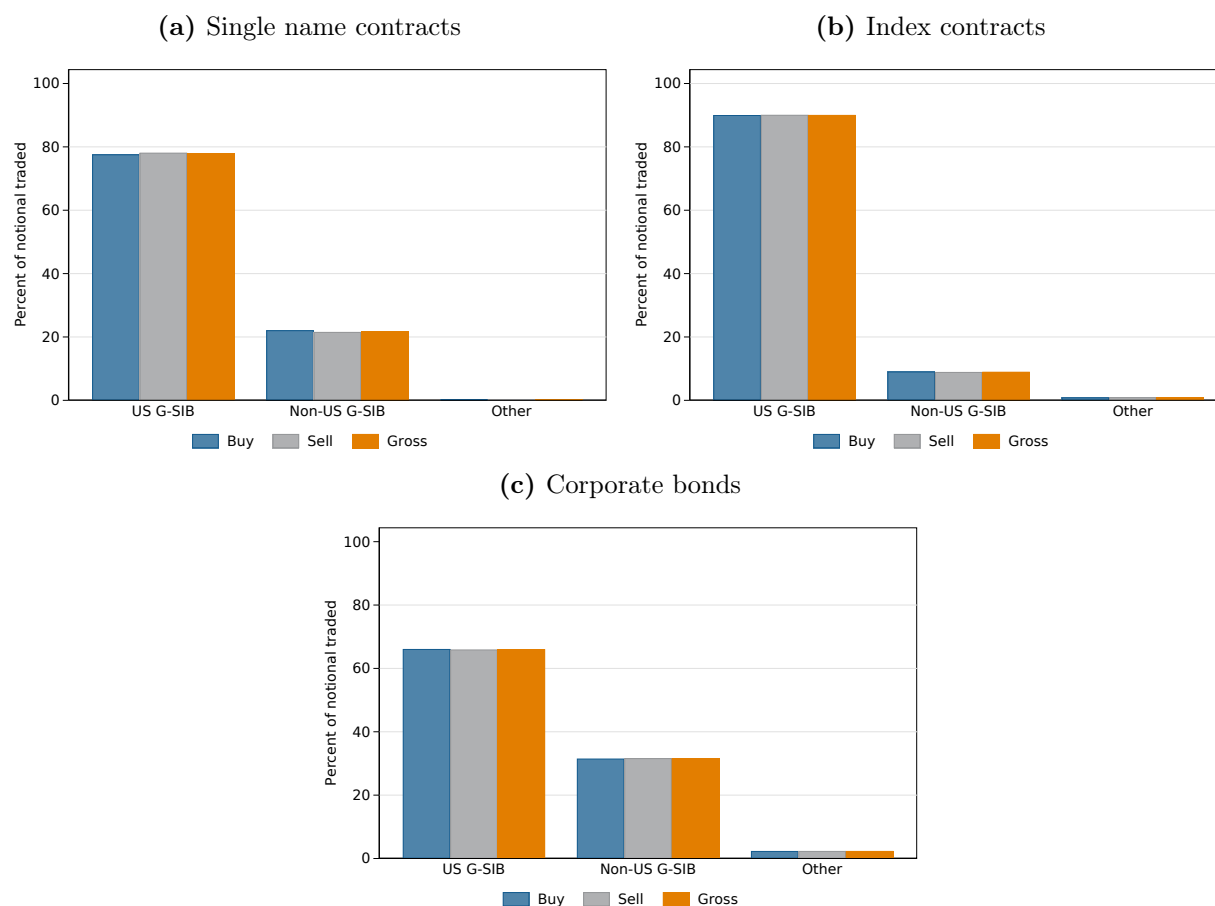 (a) Single name contracts
Percent of notional traded
100
80
60
40
20
0
US G-SIB Non-US G-SIB Other
Buy Sell Gross
(b) Index contracts
Percent of notional traded
100
80
60
40
20
0
US G-SIB Non-US G-SIB Other
Buy Sell Gross
(c) Corporate bonds
Percent of notional traded
100
80
60
40
20
0
US G-SIB Non-US G-SIB Other
Buy Sell Gross